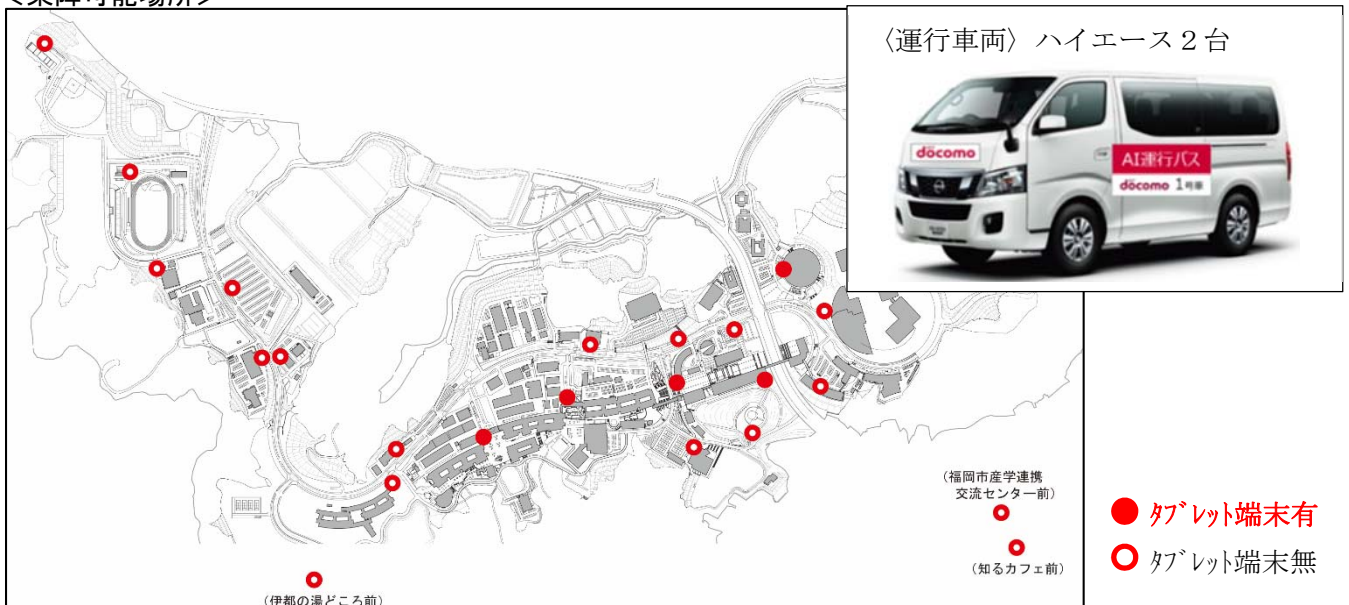 ＜乗降可能場所＞
〈運行車両〉ハイエース２台
döcomo
AI運行バス
döcomo 1号車
(福岡市産学連携
交流センター前)
(知るカフェ前)
(伊都の湯どころ前)
ﾀﾌﾞﾚｯﾄ端末有
ﾀﾌﾞﾚｯﾄ端末無